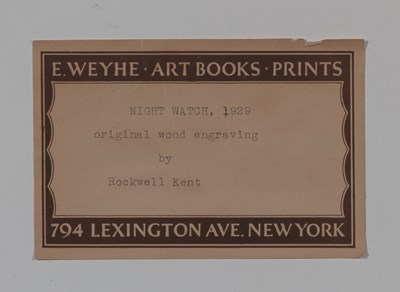 E. WEYHE · ART BOOKS · PRINTS
NIGHT WATCH, 1929
original wood engraving
by
Rockwell Kent
794 LEXINGTON AVE. NEW YORK